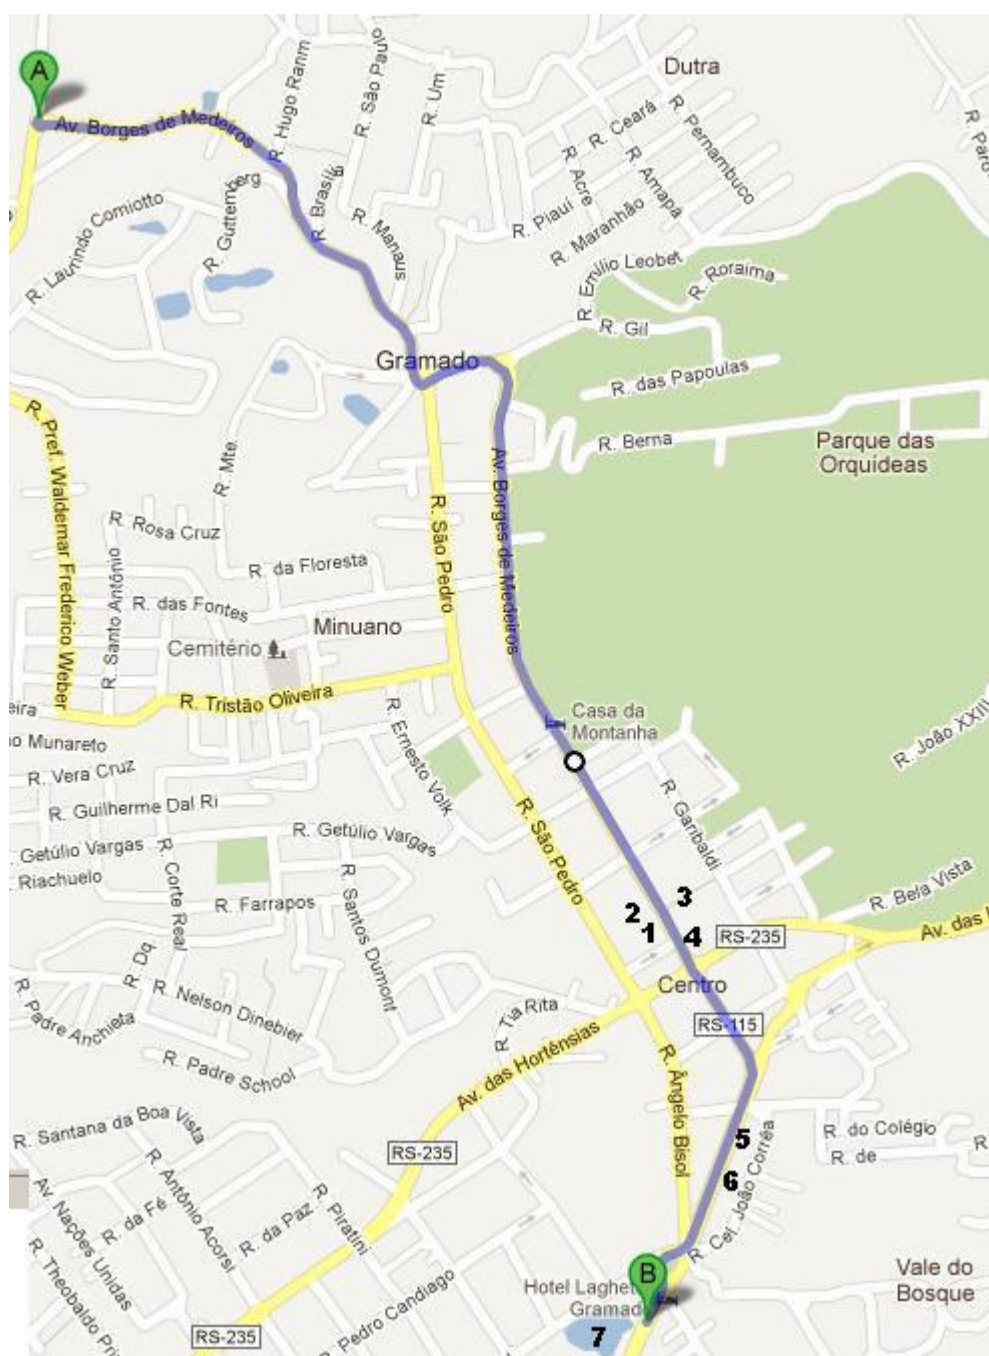 A
Av. Borges de Medeiros
R. Hugo Ranm
R. São Paulo
R. Um
Dutra
R. Ceará
R. Pernambuco
R. Acre
R. Amapá
R. Brasília
R. Laurindo Comiotto
R. Manaus
R. Piauí
R. Maranhão
R. Emílio Leobet
R. Roraima
R. Gil
Gramado
R. das Papoulas
R. Pref. Waldemar Frederico Weber
R. Mte.
R. Berna
Parque das
Orquídeas
Av. Borges de Medeiros
R. São Pedro
R. Rosa Cruz
R. da Floresta
R. Santo Antônio
R. das Fontes
Minuano
Cemitério
R. Tristão Oliveira
eira
Casa da
Montanha
R. João XXIII
R. Ernesto Volk
R. Vera Cruz
R. Guilherme Dal Ri
R. São Pedro
R. Garibaldi
R. Getúlio Vargas
Getúlio Vargas
Riachuelo
R. Corte Real
R. Farrapos
R. Santos Dumont
3
2
1
4
RS-235
R. Bela Vista
Av. das
R. Dq
R. Nelson Dinebier
R. Padre Anchieta
Centro
R. Tia Rita
RS-115
R. Padre School
Av. das Hortênsias
R. Ângelo Bisol
R. Santana da Boa Vista
RS-235
5
R. do Colégio
R. de
6
R. Cel. João Corrêa
R. Antônio Acorsi
R. Piratini
R. da Fé
R. da Paz
Av. Nações Unidas
B
Vale do
Bosque
Hotel Laghe
Gramado
R. Pedro Candiago
RS-235
7